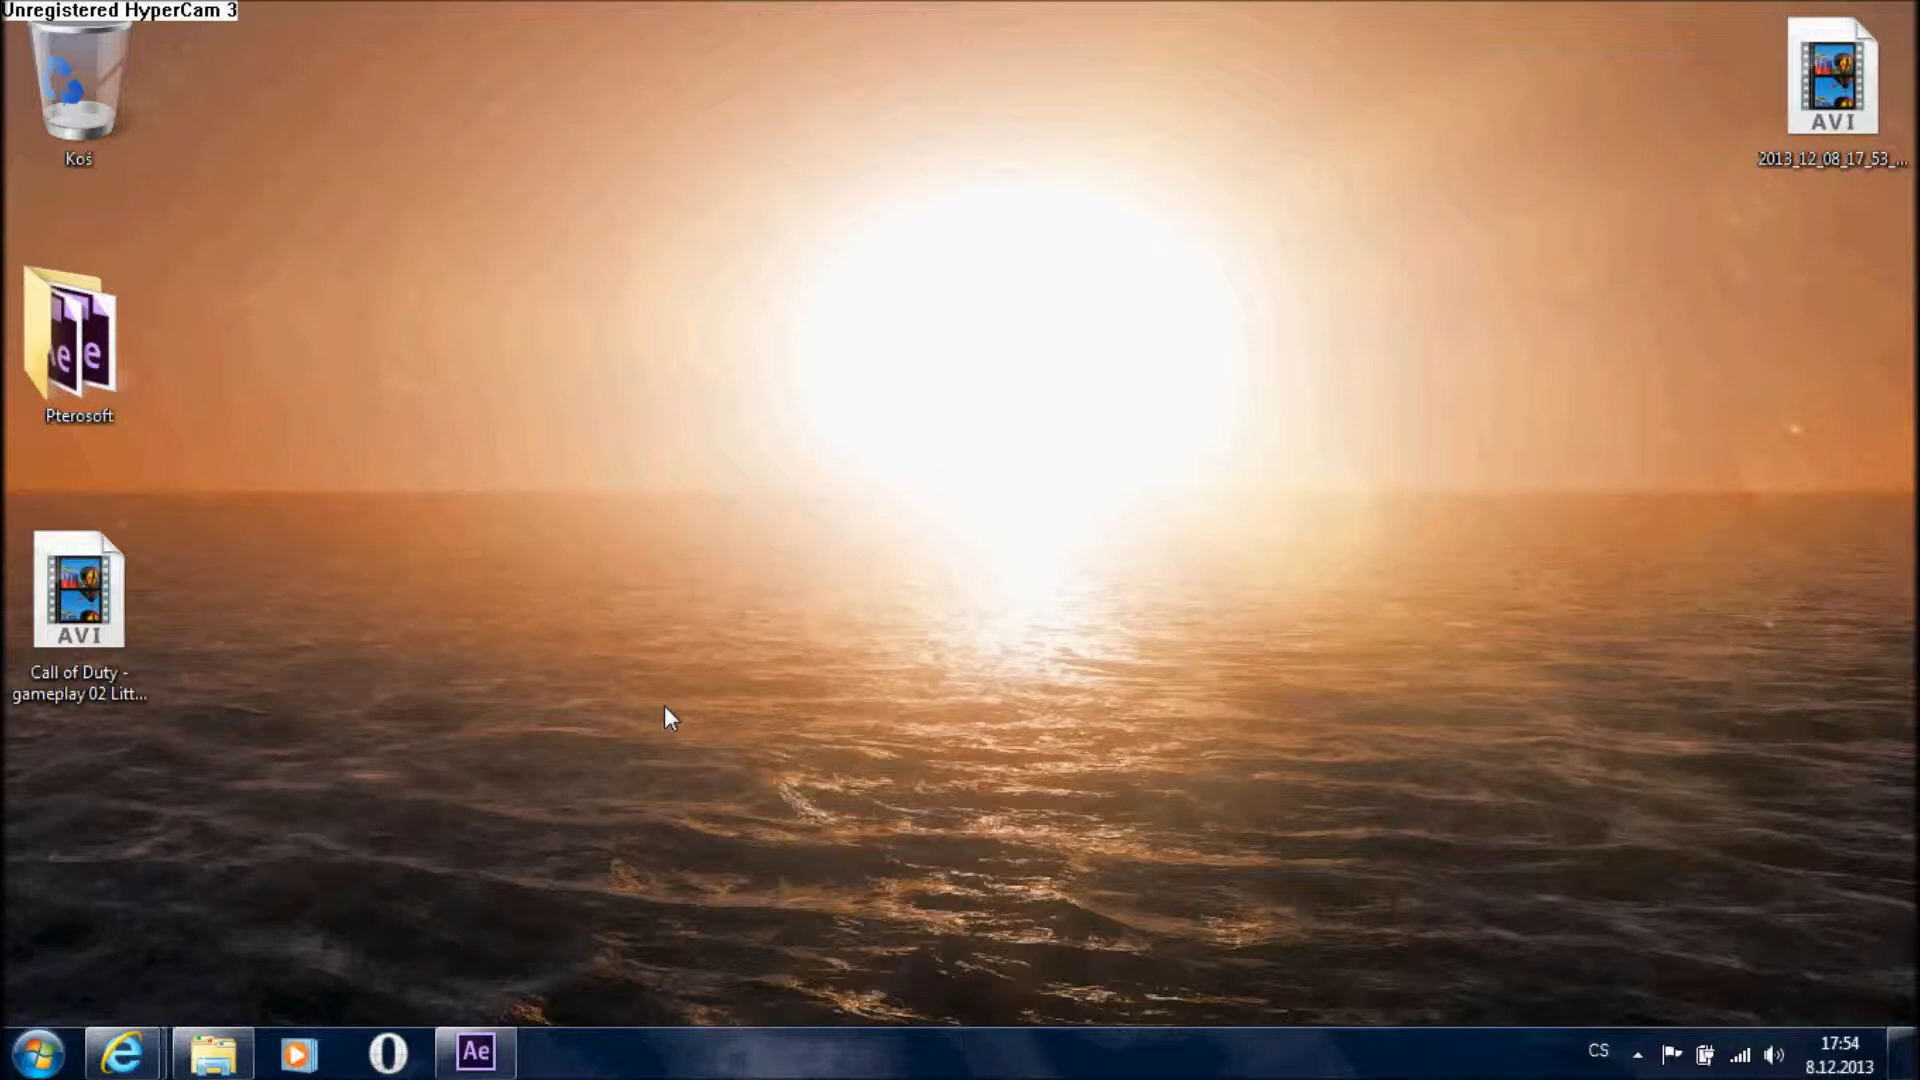 Unregistered HyperCam 3
Koš
AVI
2013_12_08_17_53_...
Ae e
Pterosoft
AVI
Call of Duty -
gameplay 02 Litt...
Ae
CS
17:54
8.12.2013